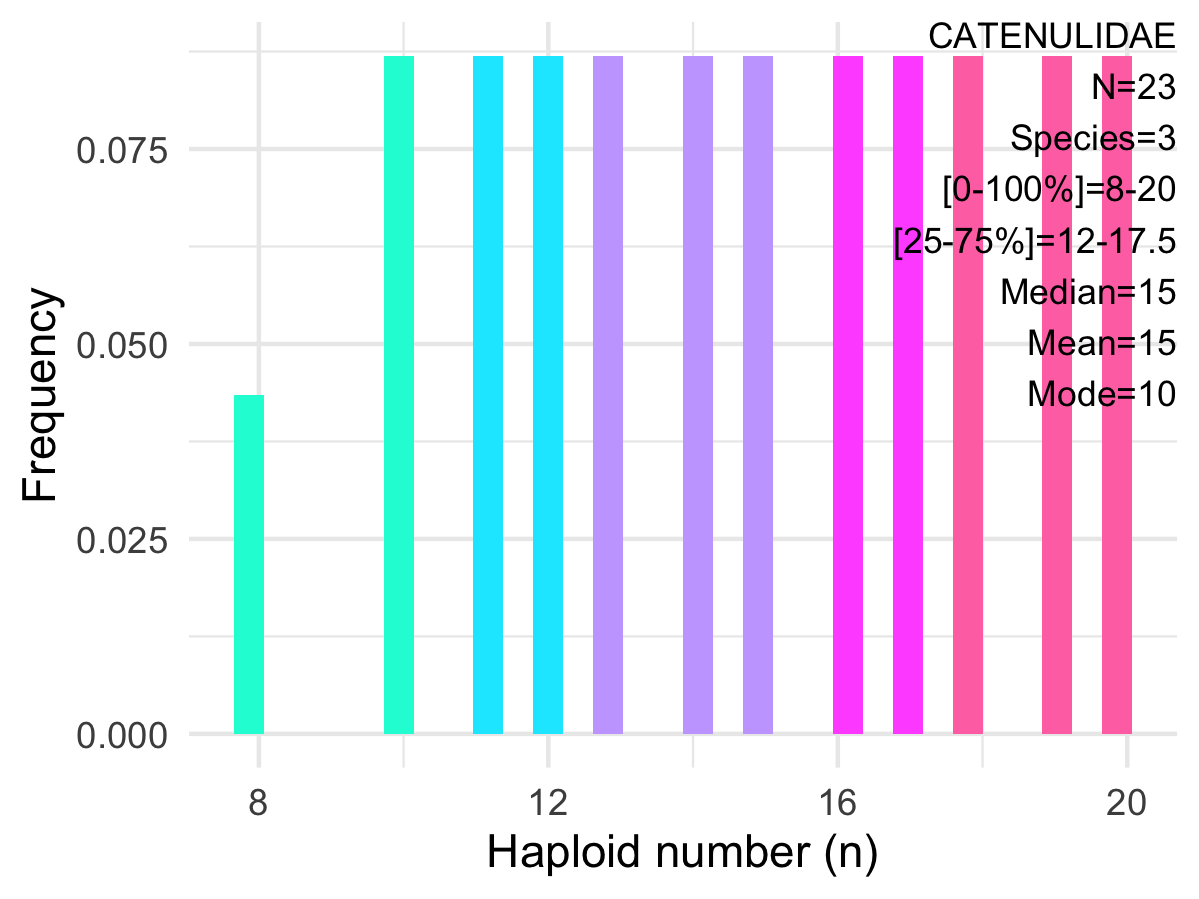 CATENULIDAE
N=23
Species=3
[0-100%]=8-20
[25-75%]=12-17.5
Median=15
Mean=15
Mode=10
0.075
0.050
0.025
0.000
Frequency
8 12 16 20
Haploid number (n)